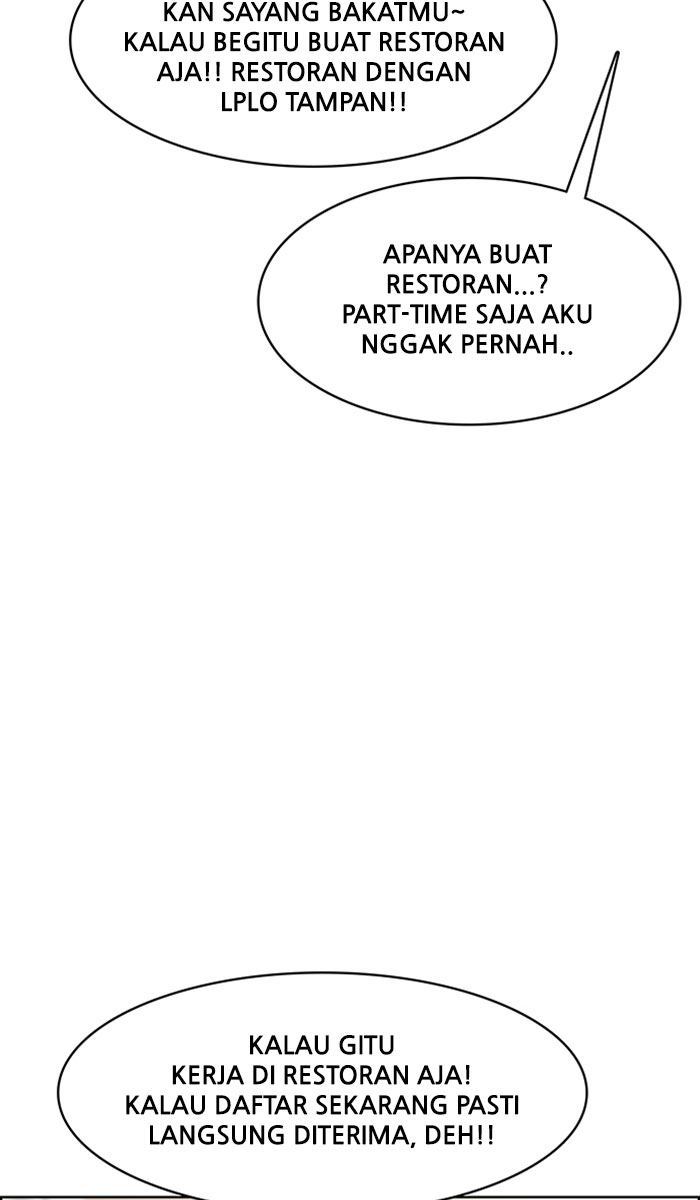 KAN SAYANG BAKATMU~
KALAU BEGITU BUAT RESTORAN
AJA!! RESTORAN DENGAN
LPLO TAMPAN!!
APANYA BUAT
RESTORAN...?
PART-TIME SAJA AKU
NGGAK PERNAH..
KALAU GITU
KERJA DI RESTORAN AJA!
KALAU DAFTAR SEKARANG PASTI
LANGSUNG DITERIMA, DEH!!